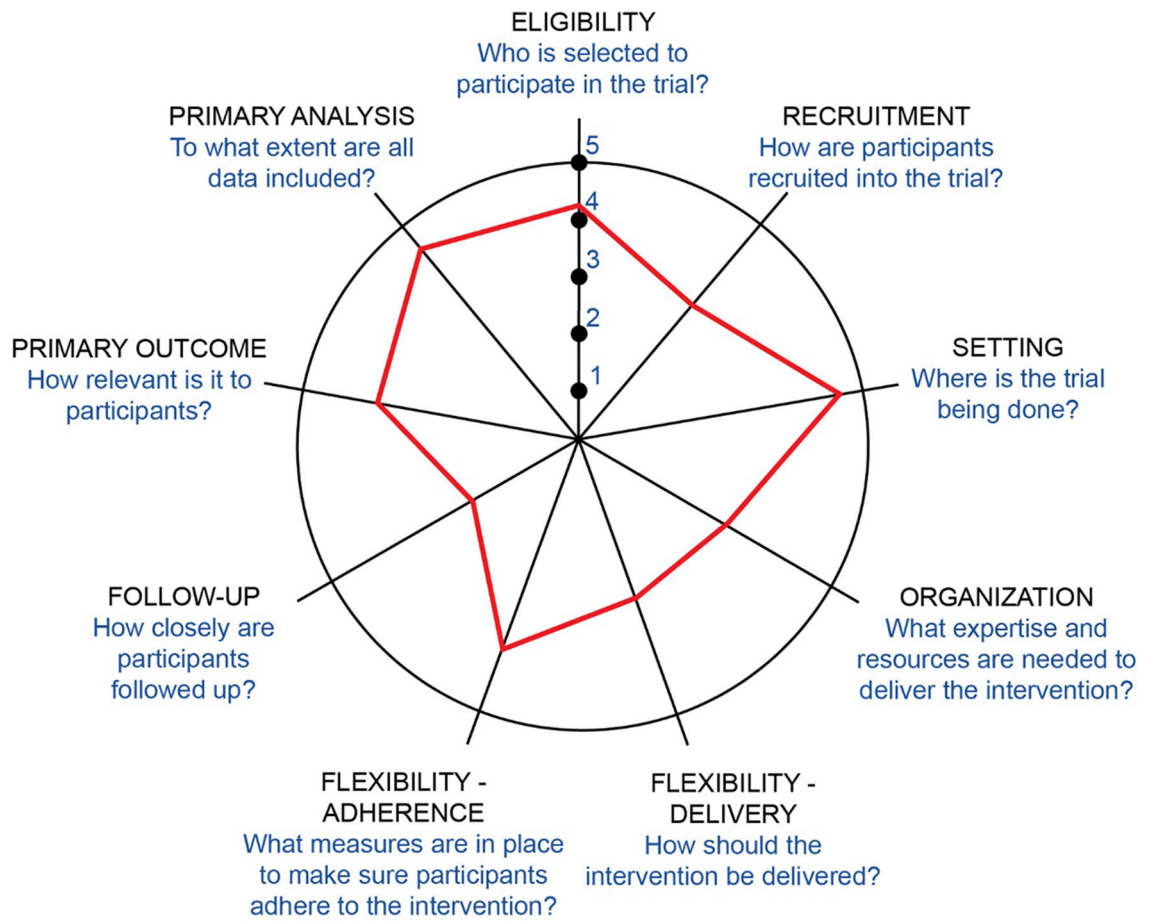 ELIGIBILITY
Who is selected to
participate in the trial?
PRIMARY ANALYSIS
To what extent are all
data included?
RECRUITMENT
How are participants
recruited into the trial?
5
4
3
2
1
PRIMARY OUTCOME
How relevant is it to
participants?
SETTING
Where is the trial
being done?
FOLLOW-UP
How closely are
participants
followed up?
ORGANIZATION
What expertise and
resources are needed to
deliver the intervention?
FLEXIBILITY -
ADHERENCE
What measures are in place
to make sure participants
adhere to the intervention?
FLEXIBILITY -
DELIVERY
How should the
intervention be delivered?